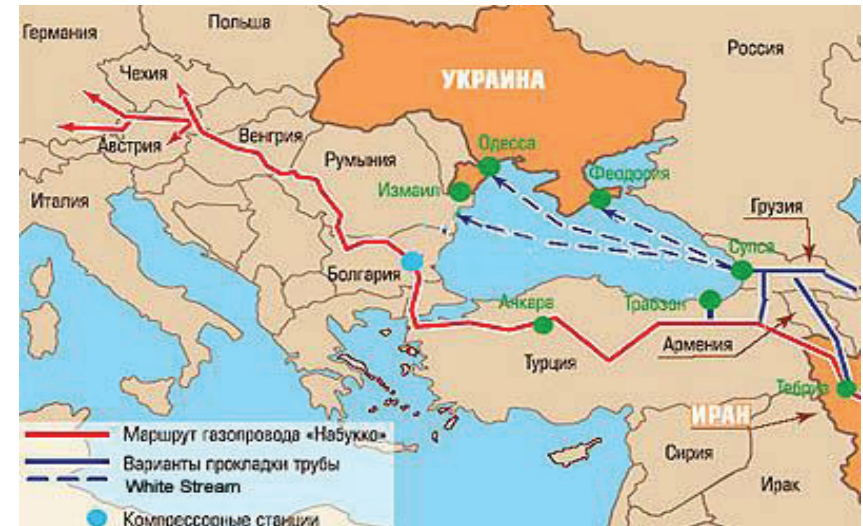 Германия
Польша
Россия
Чехия
УКРАИНА
Австрия
Венгрия
Одесса
Румыния
Измаил
Феодория
Италия
Грузия
Супса
Болгария
Анкара
Трабзон
Турция
Армения
Тебриз
ИРАН
Сирия
Ирак
Маршрут газопровода «Набукко»
Варианты прокладки трубы
White Stream
Компрессорные станции